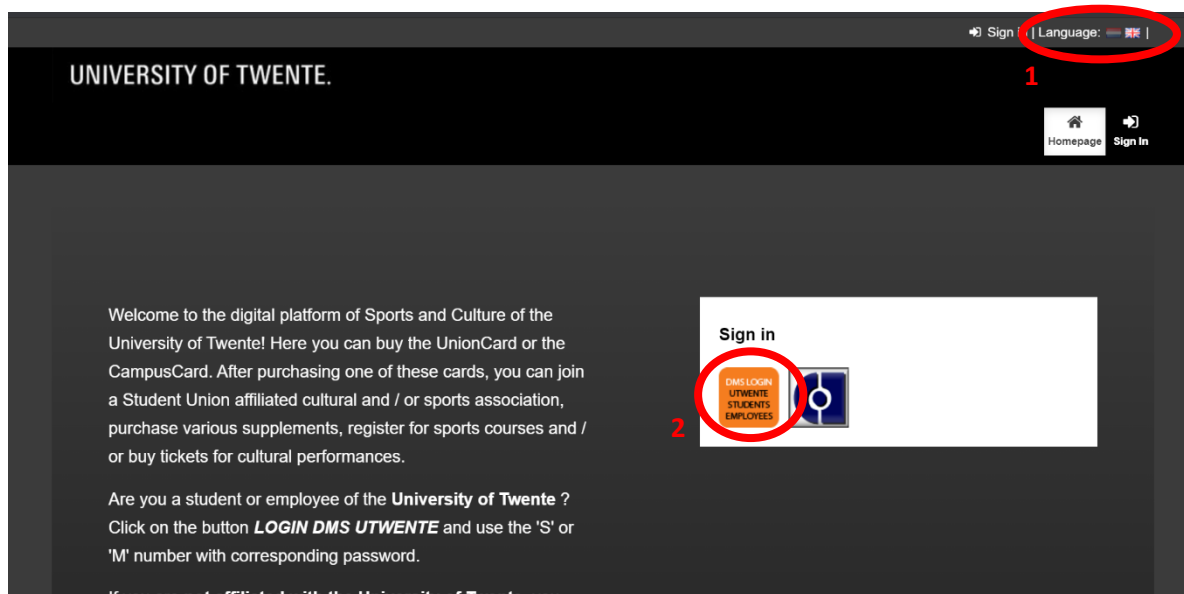 Sign in | Language: |
1
UNIVERSITY OF TWENTE.
Homepage Sign In
Welcome to the digital platform of Sports and Culture of the
University of Twente! Here you can buy the UnionCard or the
CampusCard. After purchasing one of these cards, you can join
a Student Union affiliated cultural and / or sports association,
purchase various supplements, register for sports courses and /
or buy tickets for cultural performances.
Are you a student or employee of the University of Twente ?
Click on the button LOGIN DMS UTWENTE and use the 'S' or
'M' number with corresponding password.
Sign in
DMS LOGIN
UTWENTE
STUDENTS
EMPLOYEES
2